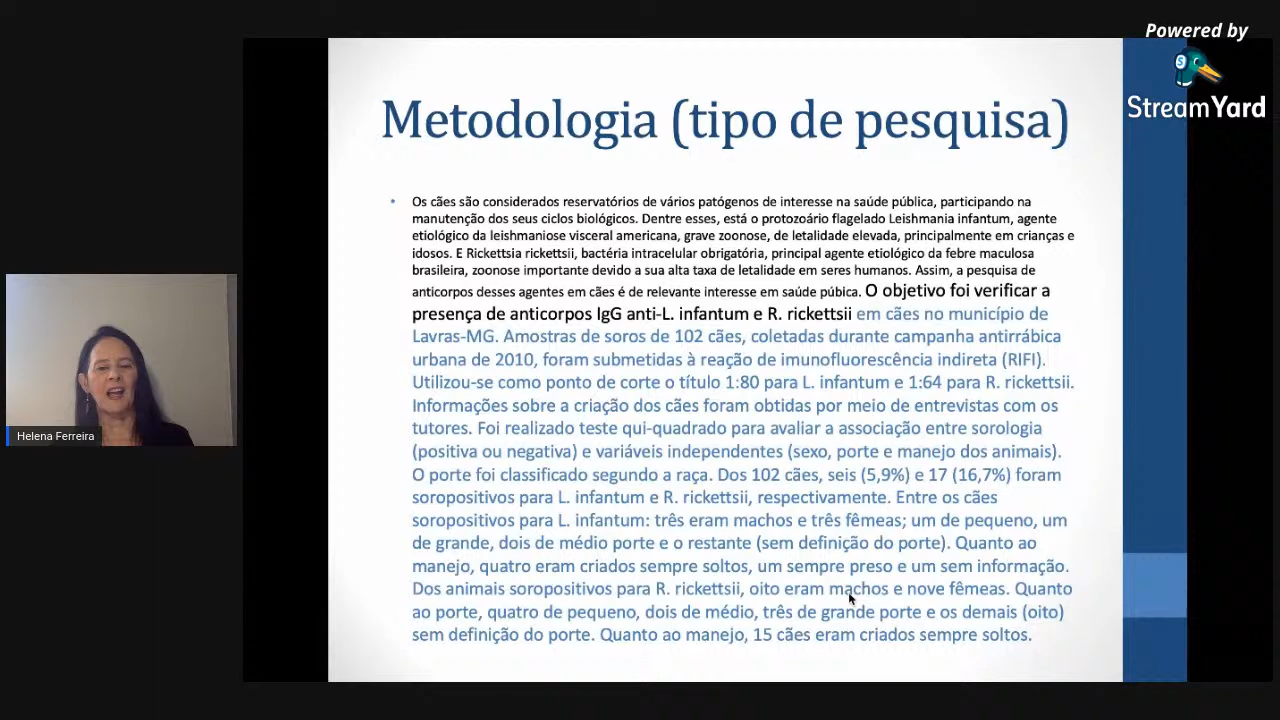 Powered by
StreamYard
Metodologia (tipo de pesquisa)
• Os cães são considerados reservatórios de vários patógenos de interesse na saúde pública, participando na
manutenção dos seus ciclos biológicos. Dentre esses, está o protozoário flagelado Leishmania infantum, agente
etiológico da leishmaniose visceral americana, grave zoonose, de letalidade elevada, principalmente em crianças e
idosos. E Rickettsia rickettsii, bactéria intracelular obrigatória, principal agente etiológico da febre maculosa
brasileira, zoonose importante devido a sua alta taxa de letalidade em seres humanos. Assim, a pesquisa de
anticorpos desses agentes em cães é de relevante interesse em saúde púbica. O objetivo foi verificar a
presença de anticorpos IgG anti-L. infantum e R. rickettsii em cães no município de
Lavras-MG. Amostras de soros de 102 cães, coletadas durante campanha antirrábica
urbana de 2010, foram submetidas à reação de imunofluorescência indireta (RIFI).
Utilizou-se como ponto de corte o título 1:80 para L. infantum e 1:64 para R. rickettsii.
Informações sobre a criação dos cães foram obtidas por meio de entrevistas com os
tutores. Foi realizado teste qui-quadrado para avaliar a associação entre sorologia
(positiva ou negativa) e variáveis independentes (sexo, porte e manejo dos animais).
O porte foi classificado segundo a raça. Dos 102 cães, seis (5,9%) e 17 (16,7%) foram
soropositivos para L. infantum e R. rickettsii, respectivamente. Entre os cães
soropositivos para L. infantum: três eram machos e três fêmeas; um de pequeno, um
de grande, dois de médio porte e o restante (sem definição do porte). Quanto ao
manejo, quatro eram criados sempre soltos, um sempre preso e um sem informação.
Dos animais soropositivos para R. rickettsii, oito eram machos e nove fêmeas. Quanto
ao porte, quatro de pequeno, dois de médio, três de grande porte e os demais (oito)
sem definição do porte. Quanto ao manejo, 15 cães eram criados sempre soltos.
Helena Ferreira